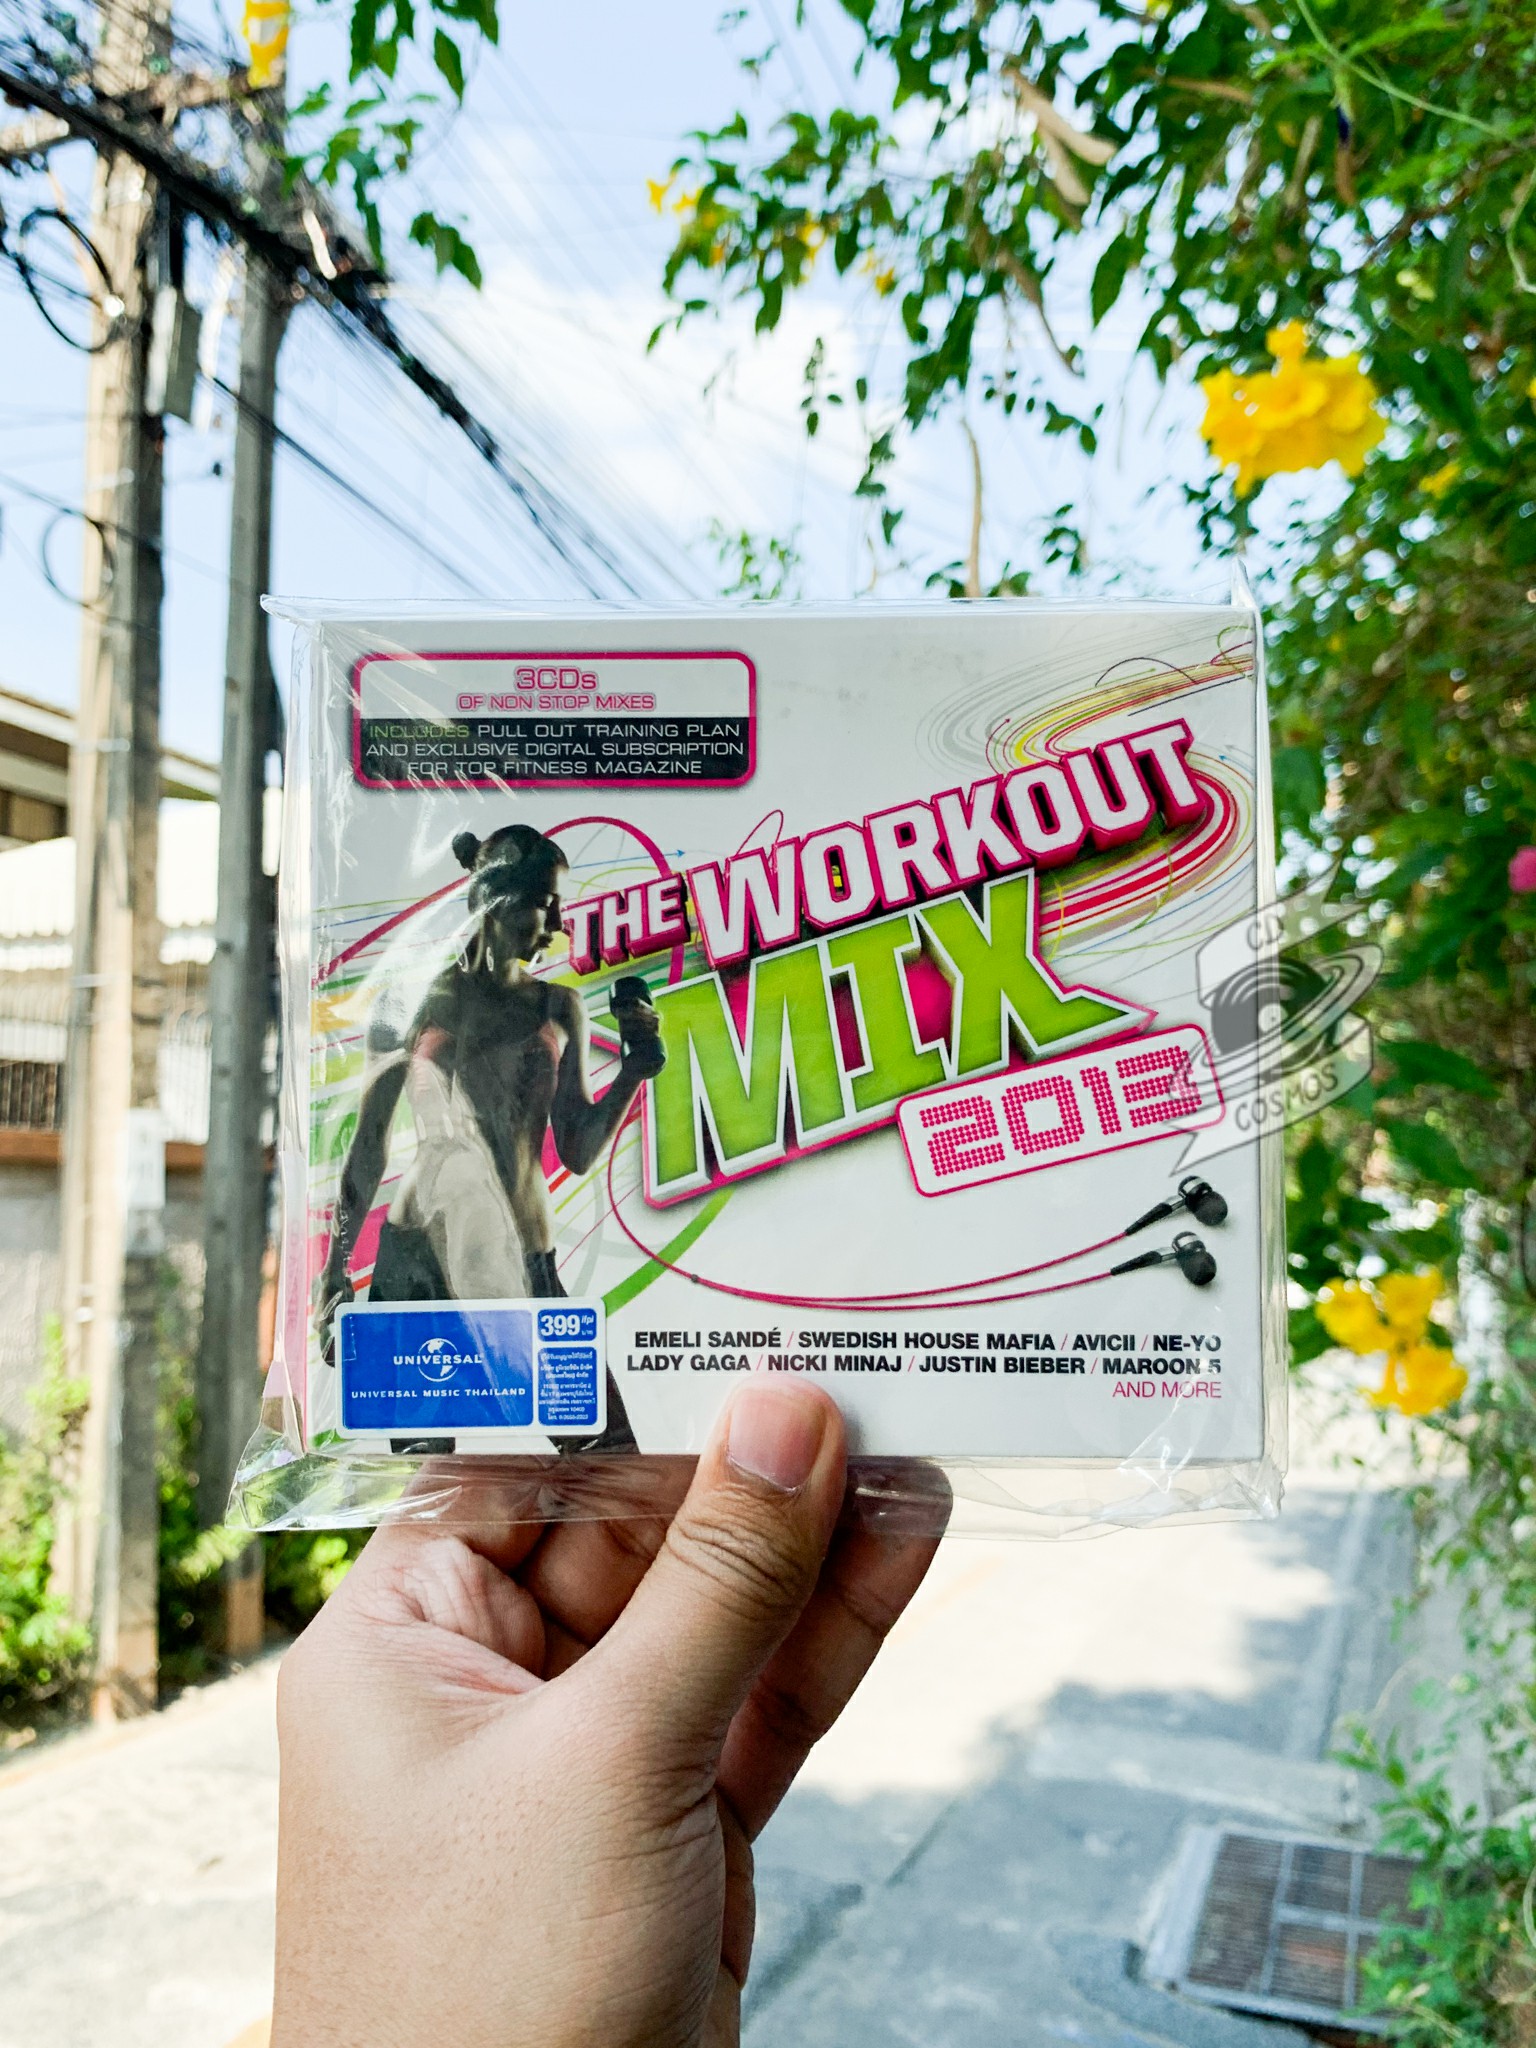 3CDs
OF NON STOP MIXES
INCLUDES PULL OUT TRAINING PLAN
AND EXCLUSIVE DIGITAL SUBSCRIPTION
FOR TOP FITNESS MAGAZINE
THE WORKOUT
MIX
2013
CD
COSMOS
EMELI SANDÉ / SWEDISH HOUSE MAFIA / AVICII / NE-YO
LADY GAGA / NICKI MINAJ / JUSTIN BIEBER / MAROON 5
AND MORE
UNIVERSAL
UNIVERSAL MUSIC THAILAND
399
ifpi